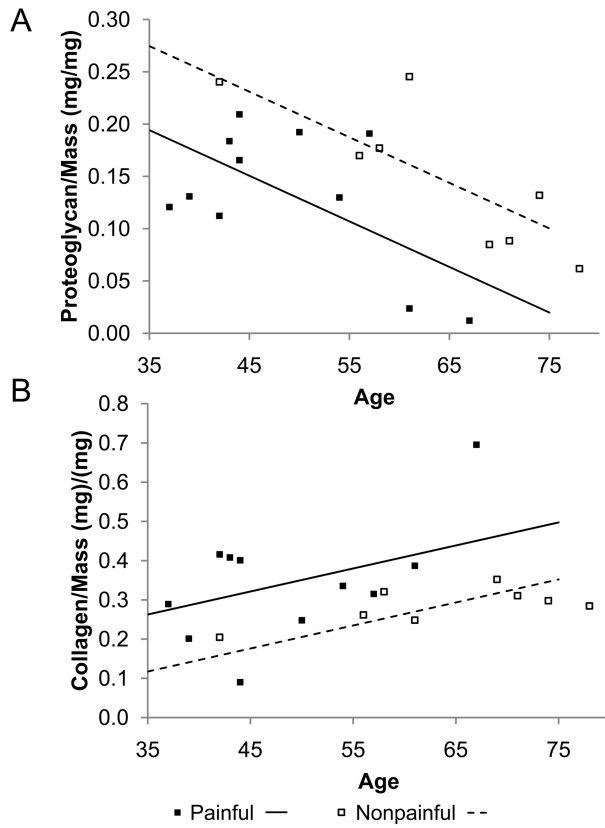 A
Proteoglycan/Mass (mg/mg)
0.30
0.25
0.20
0.15
0.10
0.05
0.00
35 45 55 65 75
Age
B
Collagen/Mass (mg)/(mg)
0.8
0.7
0.6
0.5
0.4
0.3
0.2
0.1
0.0
35 45 55 65 75
Age
Painful Nonpainful